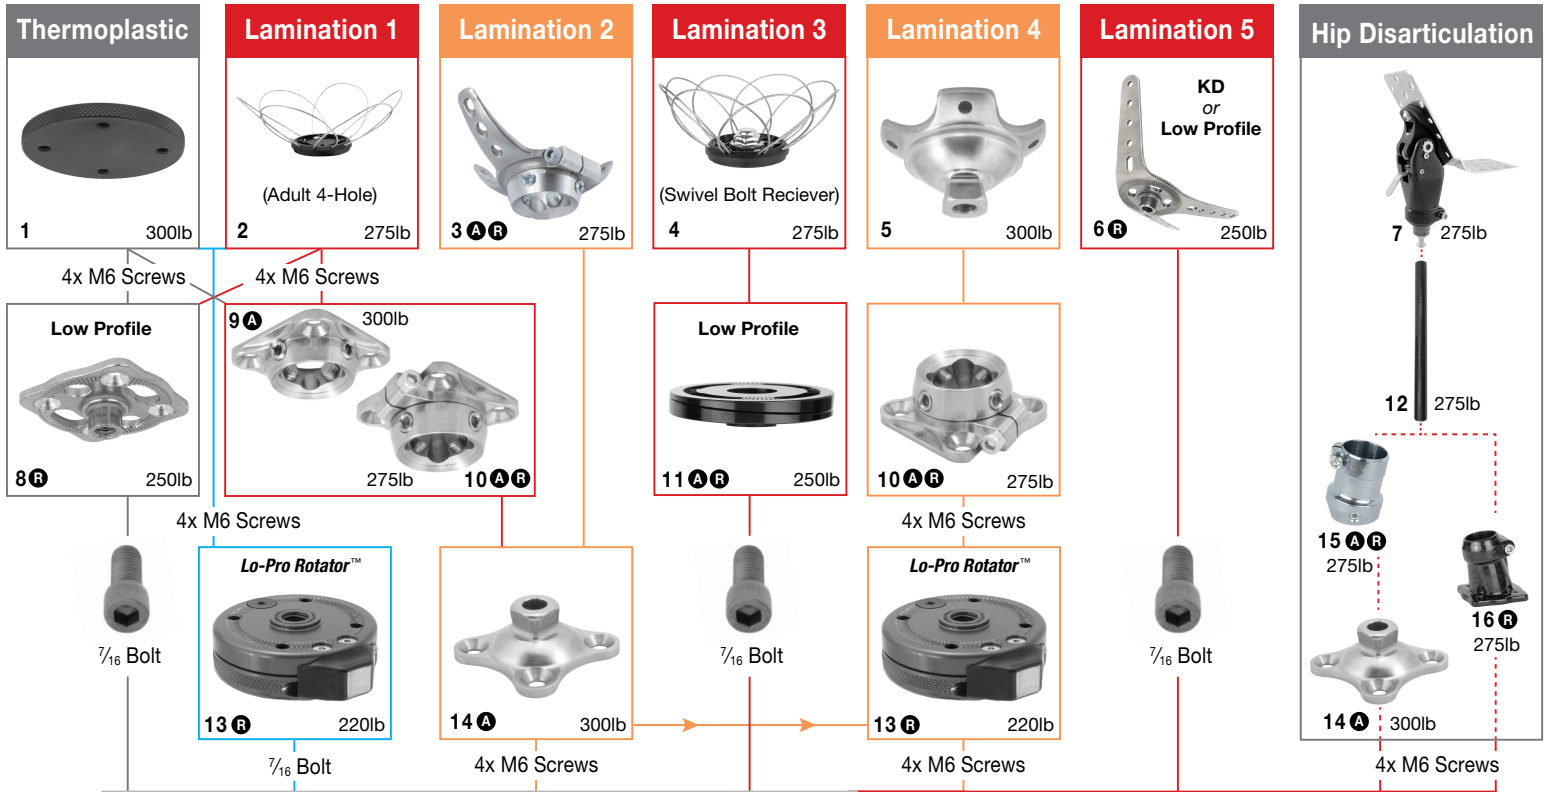 Thermoplastic
Lamination 1
Lamination 2
Lamination 3
Lamination 4
Lamination 5
Hip Disarticulation
1 300lb
(Adult 4-Hole)
2 275lb
3 A R 275lb
(Swivel Bolt Reciever)
4 275lb
5 300lb
KD
or
Low Profile
6 R 250lb
7 275lb
4x M6 Screws
4x M6 Screws
Low Profile
8 R 250lb
9 A 300lb
275lb 10 A R
Low Profile
11 A R 250lb
10 A R 275lb
12 275lb
4x M6 Screws
4x M6 Screws
15 A R
275lb
16 R
275lb
7/16 Bolt
Lo-Pro Rotator™
13 R 220lb
14 A 300lb
7/16 Bolt
Lo-Pro Rotator™
13 R 220lb
7/16 Bolt
14 A 300lb
7/16 Bolt
4x M6 Screws
4x M6 Screws
4x M6 Screws